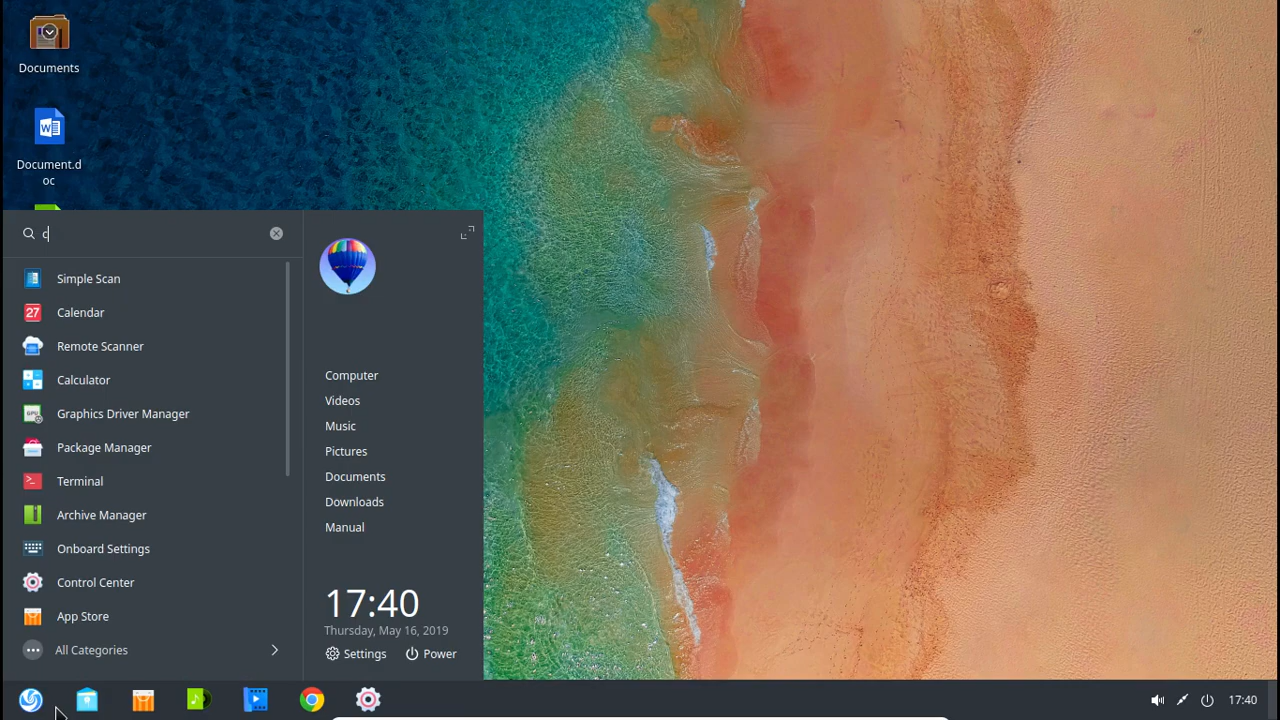 Documents
Document.d
oc
c
Simple Scan
27
Calendar
Remote Scanner
Calculator
GPU
Graphics Driver Manager
Package Manager
Terminal
Archive Manager
Onboard Settings
Control Center
App Store
All Categories
Computer
Videos
Music
Pictures
Documents
Downloads
Manual
17:40
Thursday, May 16, 2019
Settings
Power
17:40